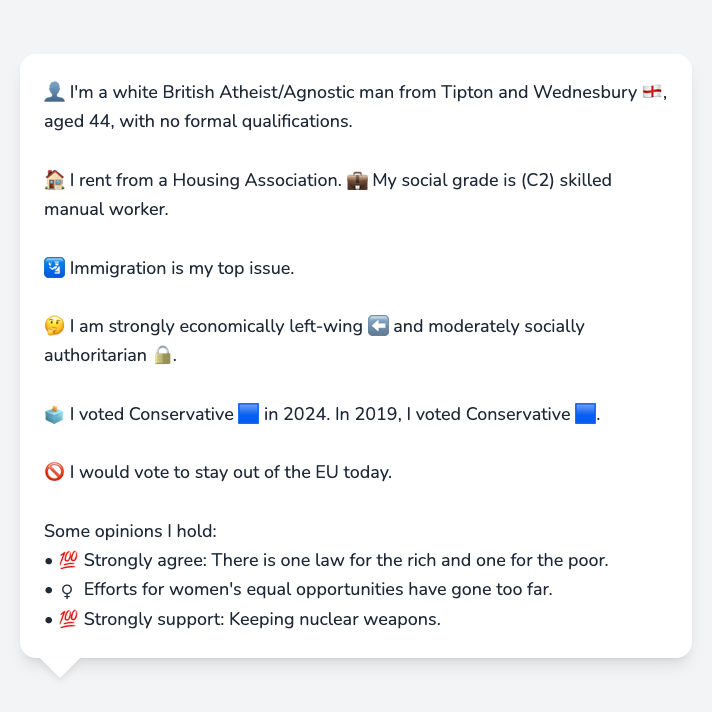 👤 I'm a white British Atheist/Agnostic man from Tipton and Wednesbury 🏴󠁧󠁢󠁥󠁮󠁧󠁿,
aged 44, with no formal qualifications.
🏠 I rent from a Housing Association. 💼 My social grade is (C2) skilled
manual worker.
🛂 Immigration is my top issue.
🤔 I am strongly economically left-wing ⬅️ and moderately socially
authoritarian 🔒.
🗳️ I voted Conservative 🟦 in 2024. In 2019, I voted Conservative 🟦.
🚫 I would vote to stay out of the EU today.
Some opinions I hold:
• 💯 Strongly agree: There is one law for the rich and one for the poor.
• ♀ Efforts for women's equal opportunities have gone too far.
• 💯 Strongly support: Keeping nuclear weapons.